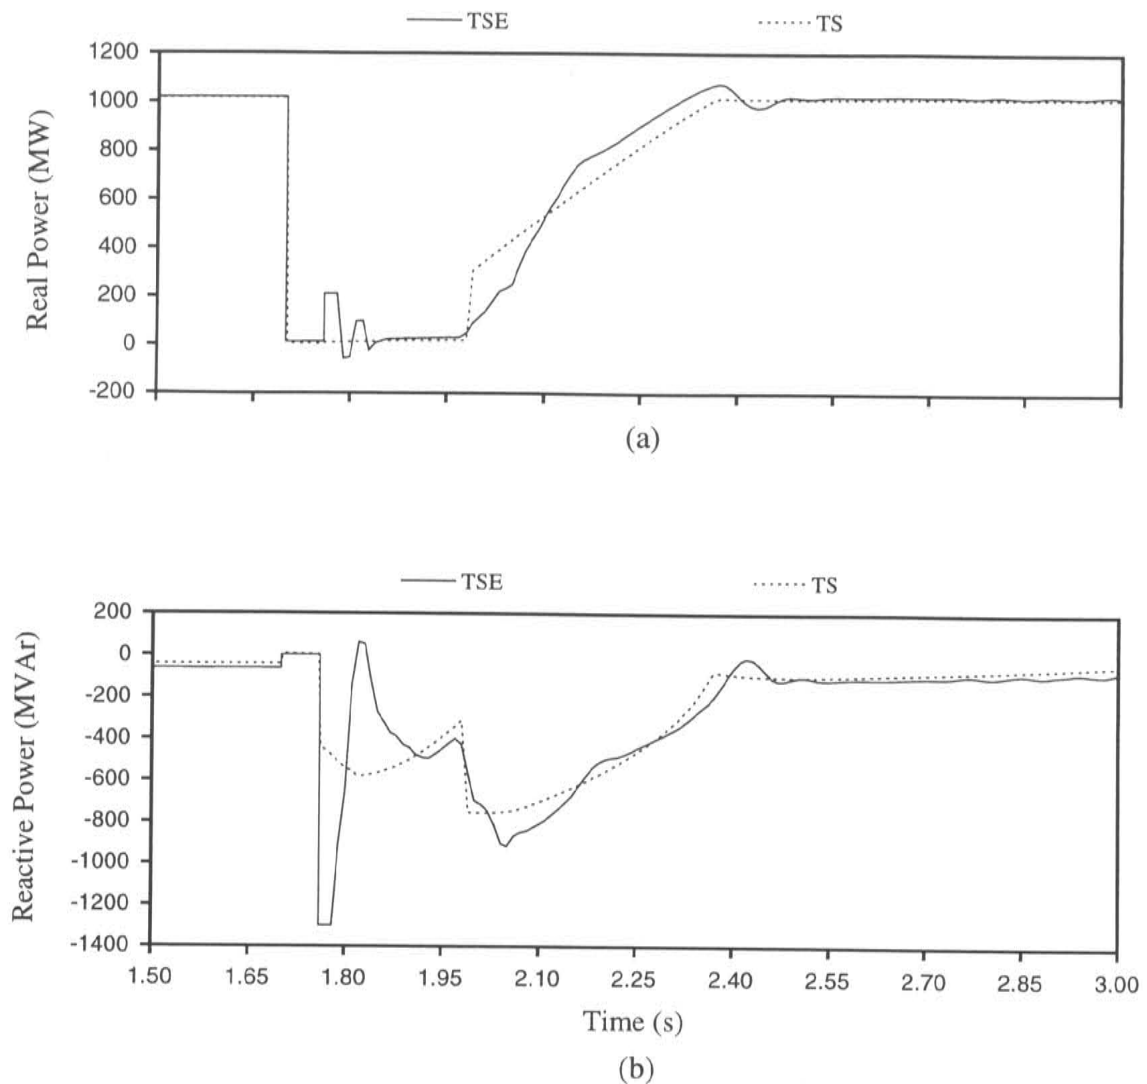 TSE TS
1200
1000
800
600
400
200
0
-200
Real Power (MW)
(a)
TSE TS
200
0
-200
-400
-600
-800
-1000
-1200
-1400
Reactive Power (MVAr)
1.50 1.65 1.80 1.95 2.10 2.25 2.40 2.55 2.70 2.85 3.00
Time (s)
(b)